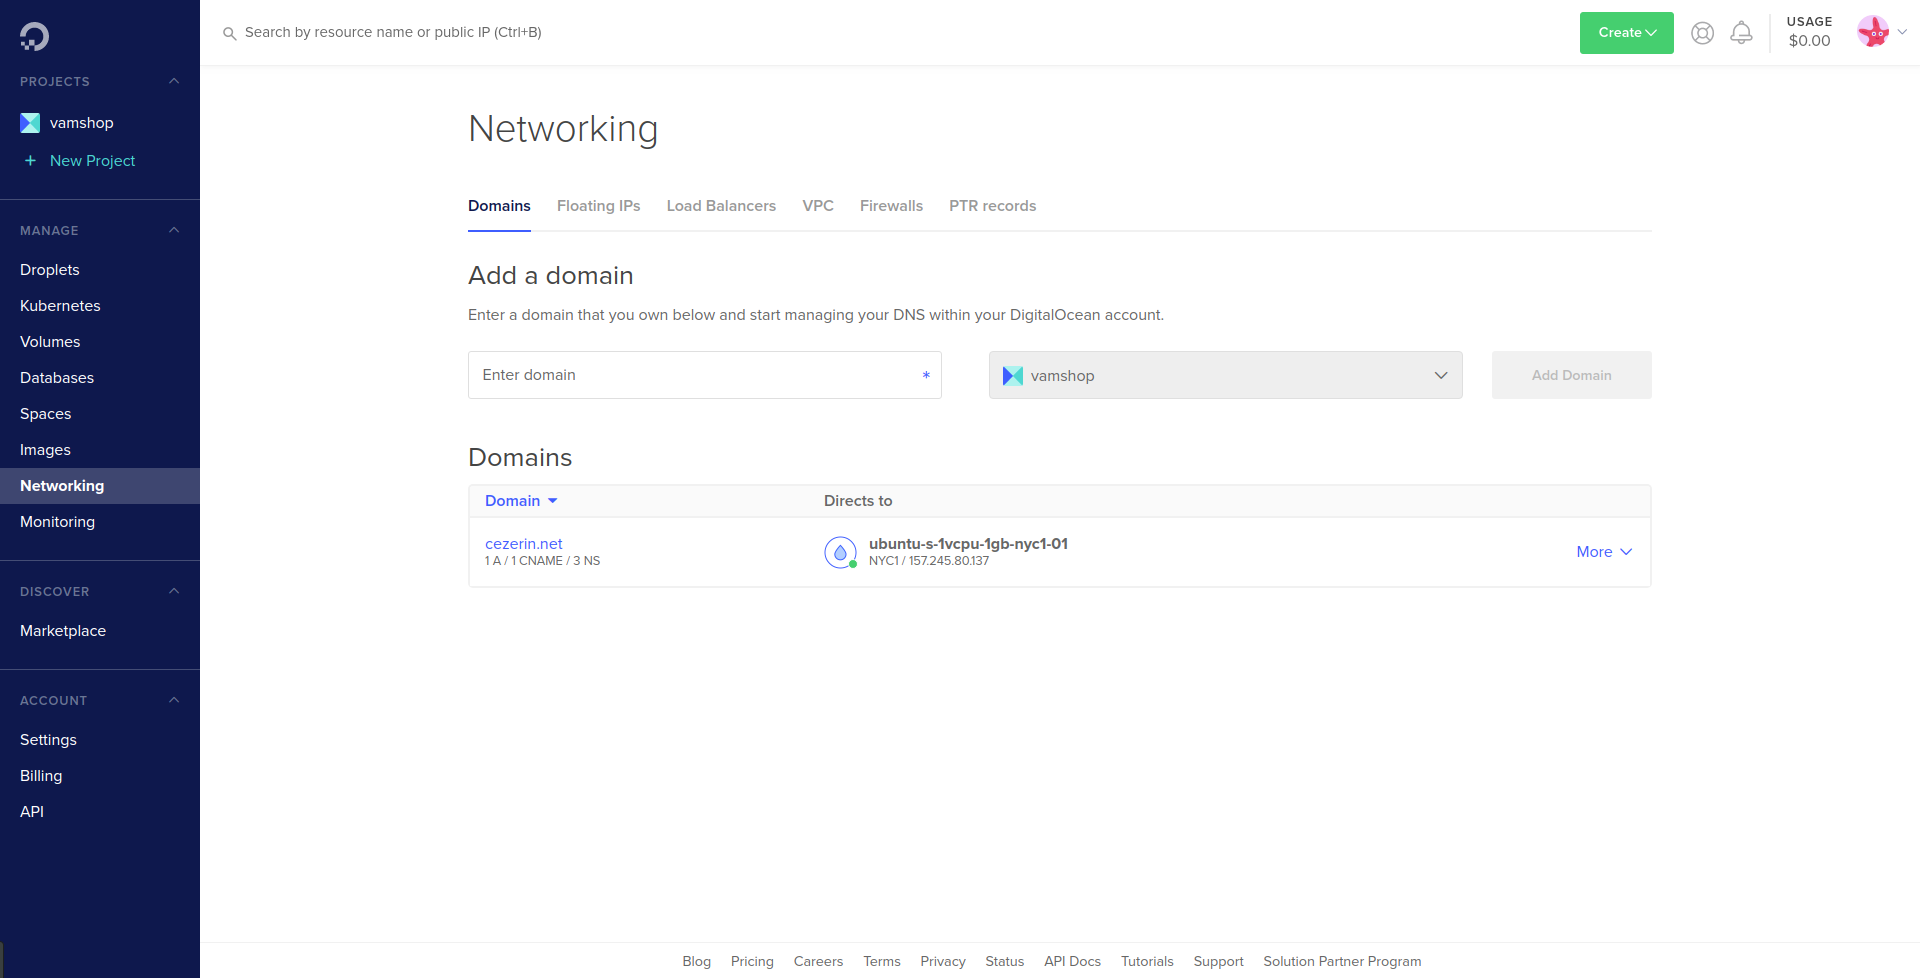 Search by resource name or public IP (Ctrl+B)
Create
USAGE
$0.00
PROJECTS
vamshop
+ New Project
MANAGE
Droplets
Kubernetes
Volumes
Databases
Spaces
Images
Networking
Monitoring
DISCOVER
Marketplace
ACCOUNT
Settings
Billing
API
Networking
Domains Floating IPs Load Balancers VPC Firewalls PTR records
Add a domain
Enter a domain that you own below and start managing your DNS within your DigitalOcean account.
Enter domain * vamshop Add Domain
Domains
Domain Directs to
cezerin.net ubuntu-s-1vcpu-1gb-nyc1-01 More
1 A / 1 CNAME / 3 NS NYC1 / 157.245.80.137
Blog Pricing Careers Terms Privacy Status API Docs Tutorials Support Solution Partner Program